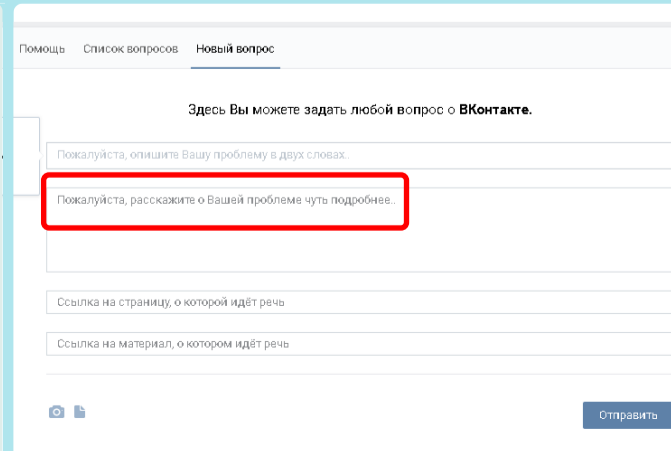 Помощь Список вопросов Новый вопрос
Здесь Вы можете задать любой вопрос о ВКонтакте.
Пожалуйста, опишите Вашу проблему в двух словах..
Пожалуйста, расскажите о Вашей проблеме чуть подробнее..
Ссылка на страницу, о которой идёт речь
Ссылка на материал, о котором идёт речь
Отправить